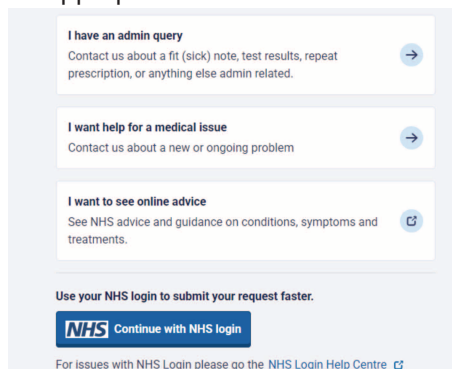 I have an admin query
Contact us about a fit (sick) note, test results, repeat
prescription, or anything else admin related.
I want help for a medical issue
Contact us about a new or ongoing problem
I want to see online advice
See NHS advice and guidance on conditions, symptoms and
treatments.
Use your NHS login to submit your request faster.
NHS Continue with NHS login
For issues with NHS Login please go the NHS Login Help Centre